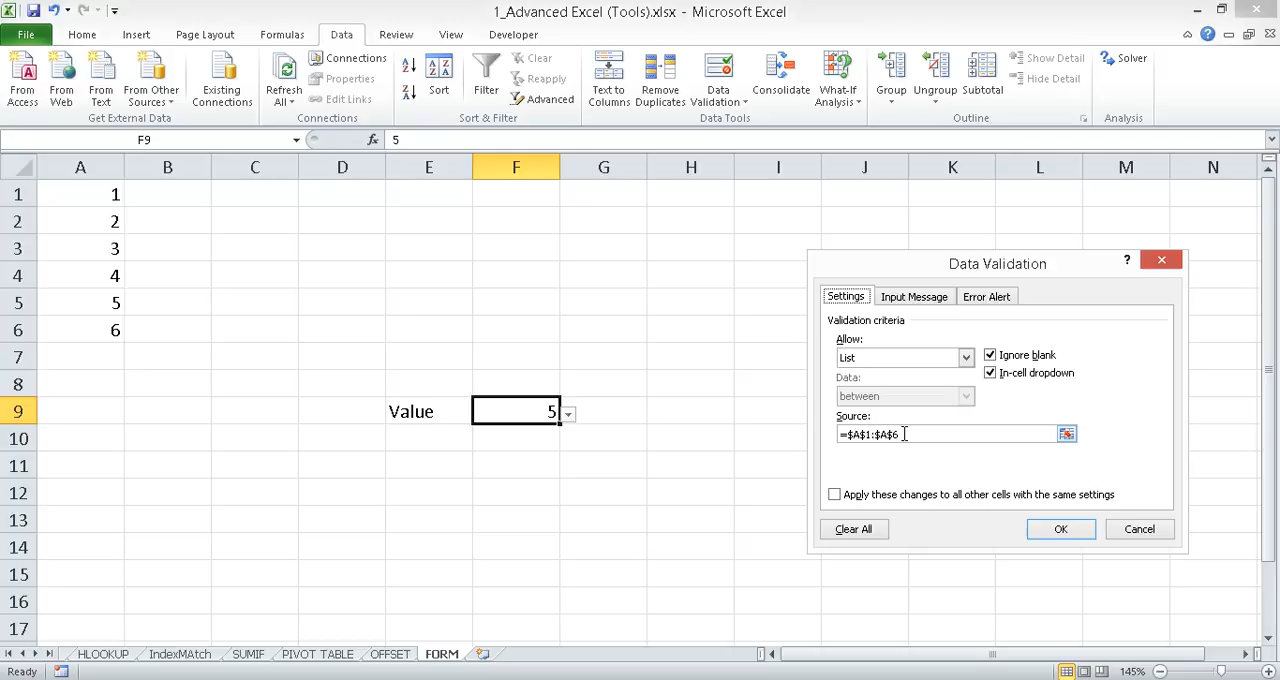 1_Advanced Excel (Tools).xlsx - Microsoft Excel
File Home Insert Page Layout Formulas Data Review View Developer
From Access
From Web
From Text
From Other Sources
Existing Connections
Get External Data
Refresh All
Connections
Properties
Edit Links
Connections
Sort
Filter
Clear
Reapply
Advanced
Sort & Filter
Text to Columns
Remove Duplicates
Data Validation
Consolidate
What-If Analysis
Data Tools
Group
Ungroup
Subtotal
Show Detail
Hide Detail
Outline
Solver
Analysis
F9 fx 5
A B C D E F G H I J K L M N
1 1
2 2
3 3
4 4
5 5
6 6
7
8
9 Value 5
10
11
12
13
14
15
16
17
Data Validation ?
Settings Input Message Error Alert
Validation criteria
Allow:
List
Ignore blank
Data:
In-cell dropdown
between
Source:
=$A$1:$A$6
Apply these changes to all other cells with the same settings
Clear All OK Cancel
HLOOKUP IndexMAtch SUMIF PIVOT TABLE OFFSET FORM
Ready 145%